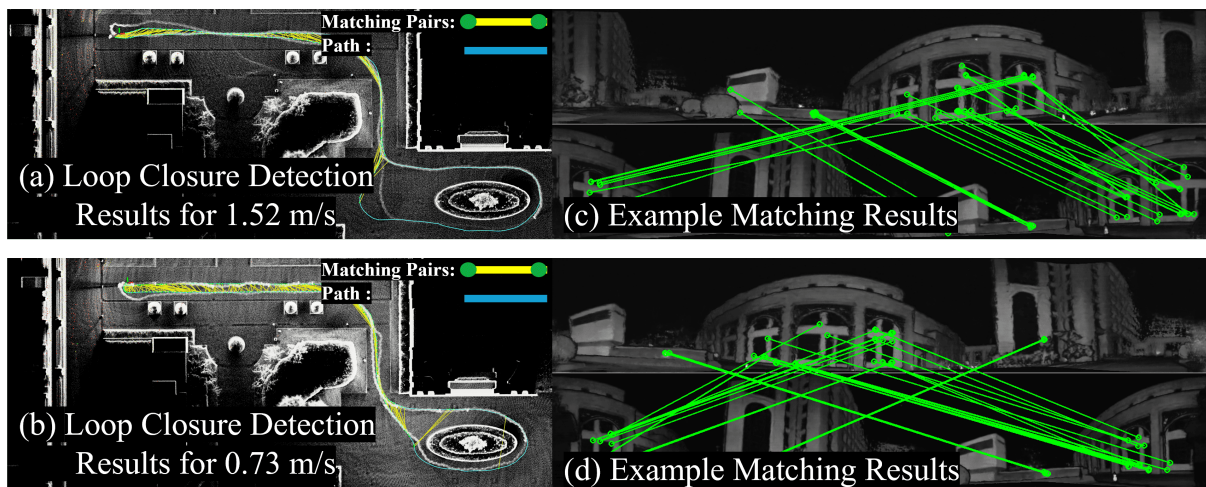 Matching Pairs:
Path :
(a) Loop Closure Detection
Results for 1.52 m/s
(c) Example Matching Results
Matching Pairs:
Path :
(b) Loop Closure Detection
Results for 0.73 m/s
(d) Example Matching Results